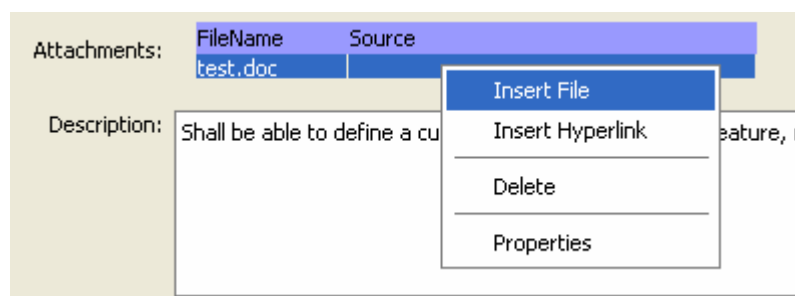 Attachments:
FileName Source
test.doc
Insert File
Description:
Shall be able to define a cu
eature,
Insert Hyperlink
Delete
Properties